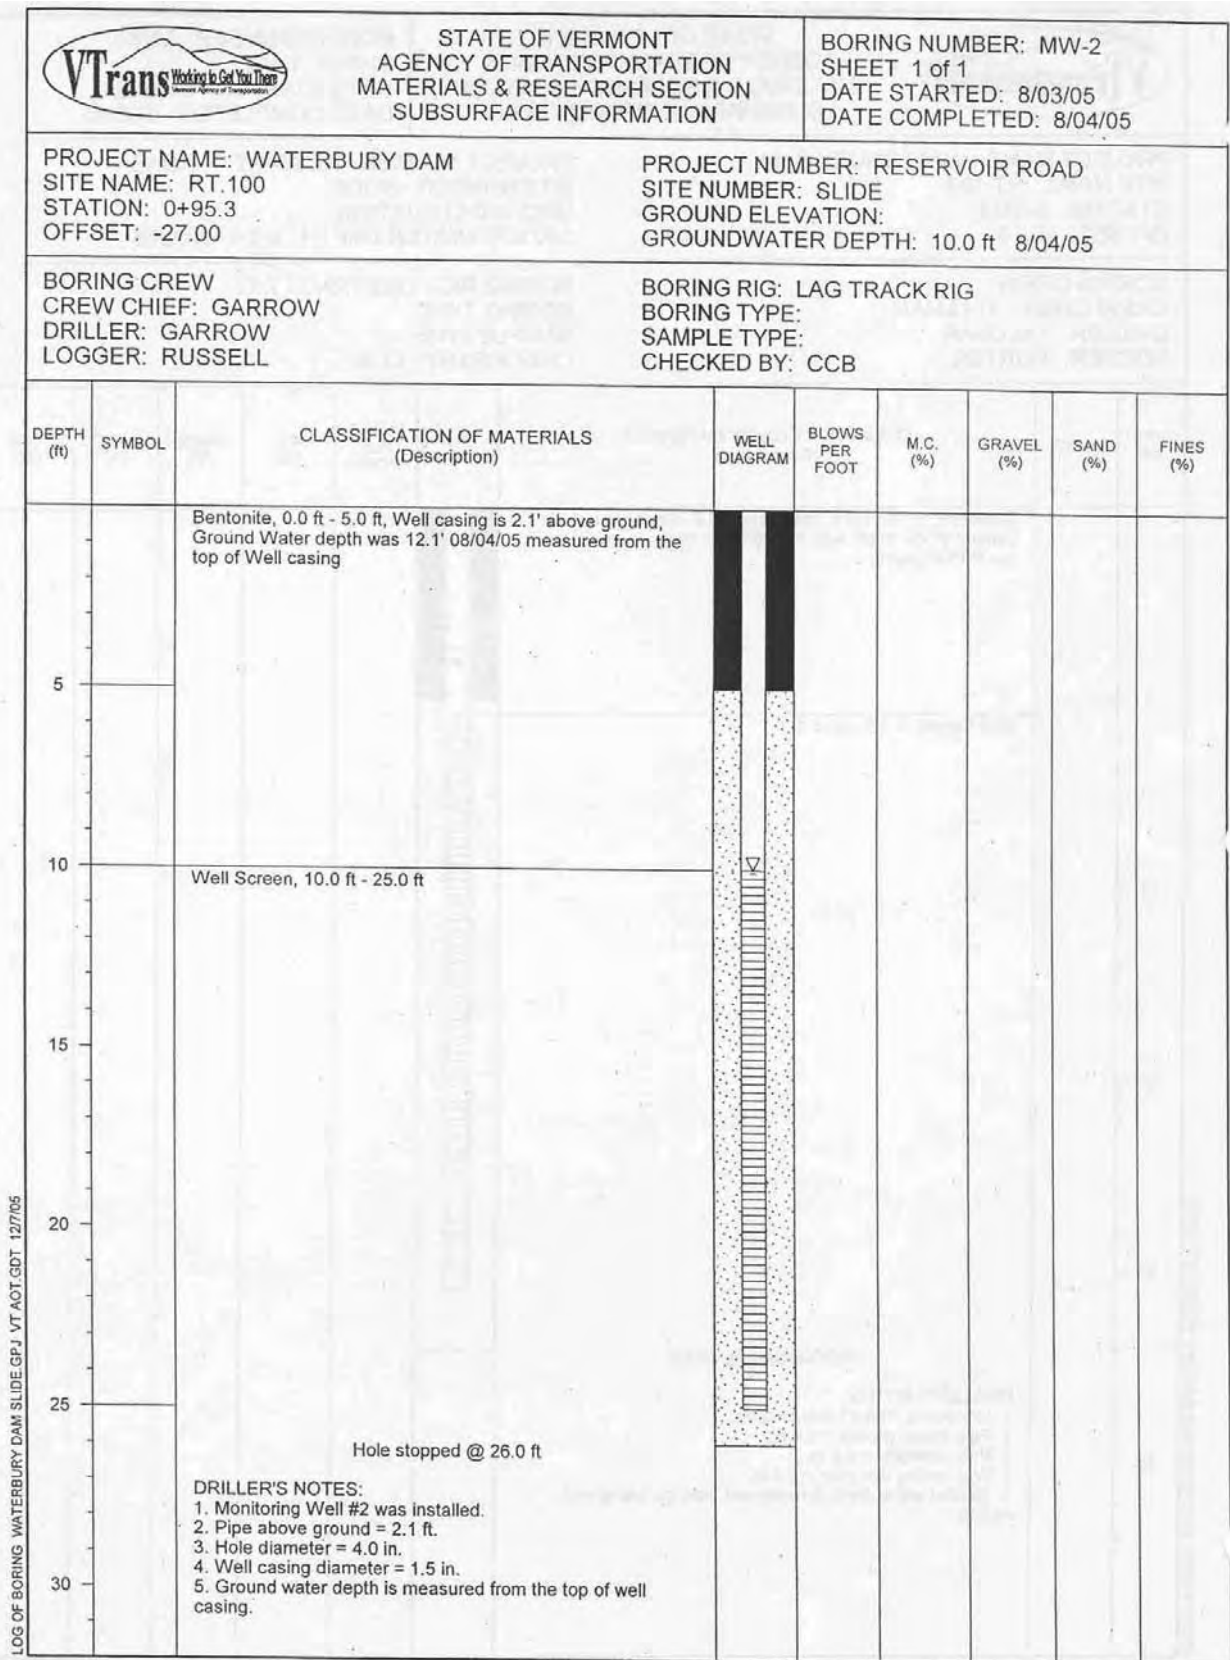 VTrans Working to Get You There
Vermont Agency of Transportation
STATE OF VERMONT
AGENCY OF TRANSPORTATION
MATERIALS & RESEARCH SECTION
SUBSURFACE INFORMATION
BORING NUMBER: MW-2
SHEET 1 of 1
DATE STARTED: 8/03/05
DATE COMPLETED: 8/04/05
PROJECT NAME: WATERBURY DAM
SITE NAME: RT.100
STATION: 0+95.3
OFFSET: -27.00
PROJECT NUMBER: RESERVOIR ROAD
SITE NUMBER: SLIDE
GROUND ELEVATION:
GROUNDWATER DEPTH: 10.0 ft 8/04/05
BORING CREW
CREW CHIEF: GARROW
DRILLER: GARROW
LOGGER: RUSSELL
BORING RIG: LAG TRACK RIG
BORING TYPE:
SAMPLE TYPE:
CHECKED BY: CCB
DEPTH
(ft)
SYMBOL
CLASSIFICATION OF MATERIALS
(Description)
WELL
DIAGRAM
BLOWS
PER
FOOT
M.C.
(%)
GRAVEL
(%)
SAND
(%)
FINES
(%)
Bentonite, 0.0 ft - 5.0 ft, Well casing is 2.1' above ground,
Ground Water depth was 12.1' 08/04/05 measured from the
top of Well casing
5
10
Well Screen, 10.0 ft - 25.0 ft
15
20
25
Hole stopped @ 26.0 ft
DRILLER'S NOTES:
1. Monitoring Well #2 was installed.
2. Pipe above ground = 2.1 ft.
3. Hole diameter = 4.0 in.
4. Well casing diameter = 1.5 in.
5. Ground water depth is measured from the top of well
casing.
30
LOG OF BORING WATERBURY DAM SLIDE.GPJ VT AOT.GDT 12/7/05